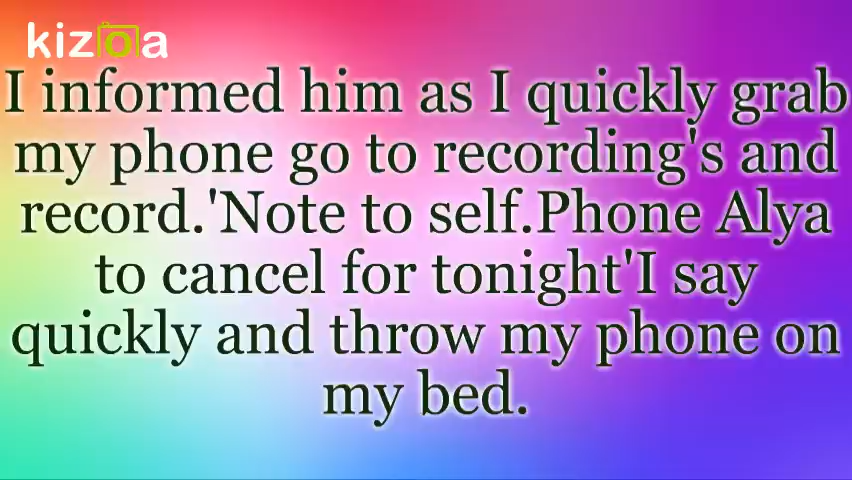 kizoa
I informed him as I quickly grab
my phone go to recording's and
record.'Note to self.Phone Alya
to cancel for tonight'I say
quickly and throw my phone on
my bed.